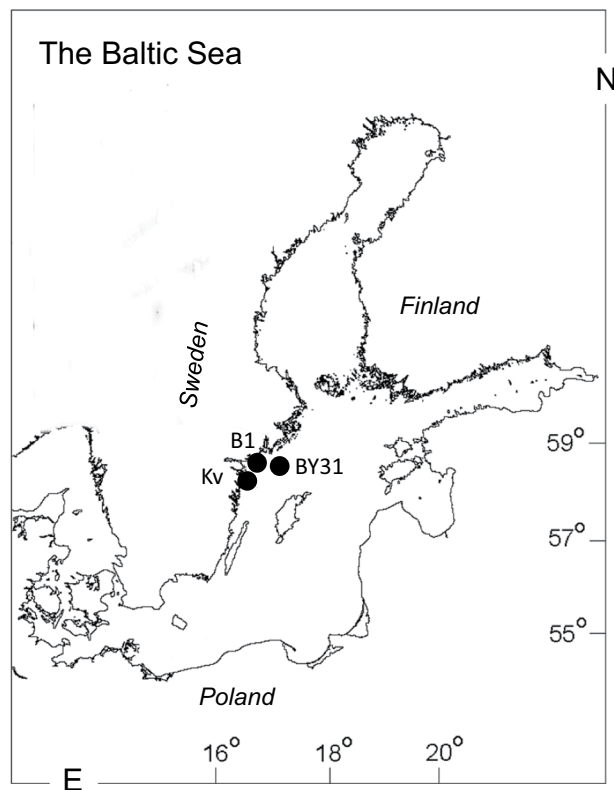 The Baltic Sea
N
Finland
Sweden
B1
59°
BY31
Kv
57°
55°
Poland
16°
18°
20°
E